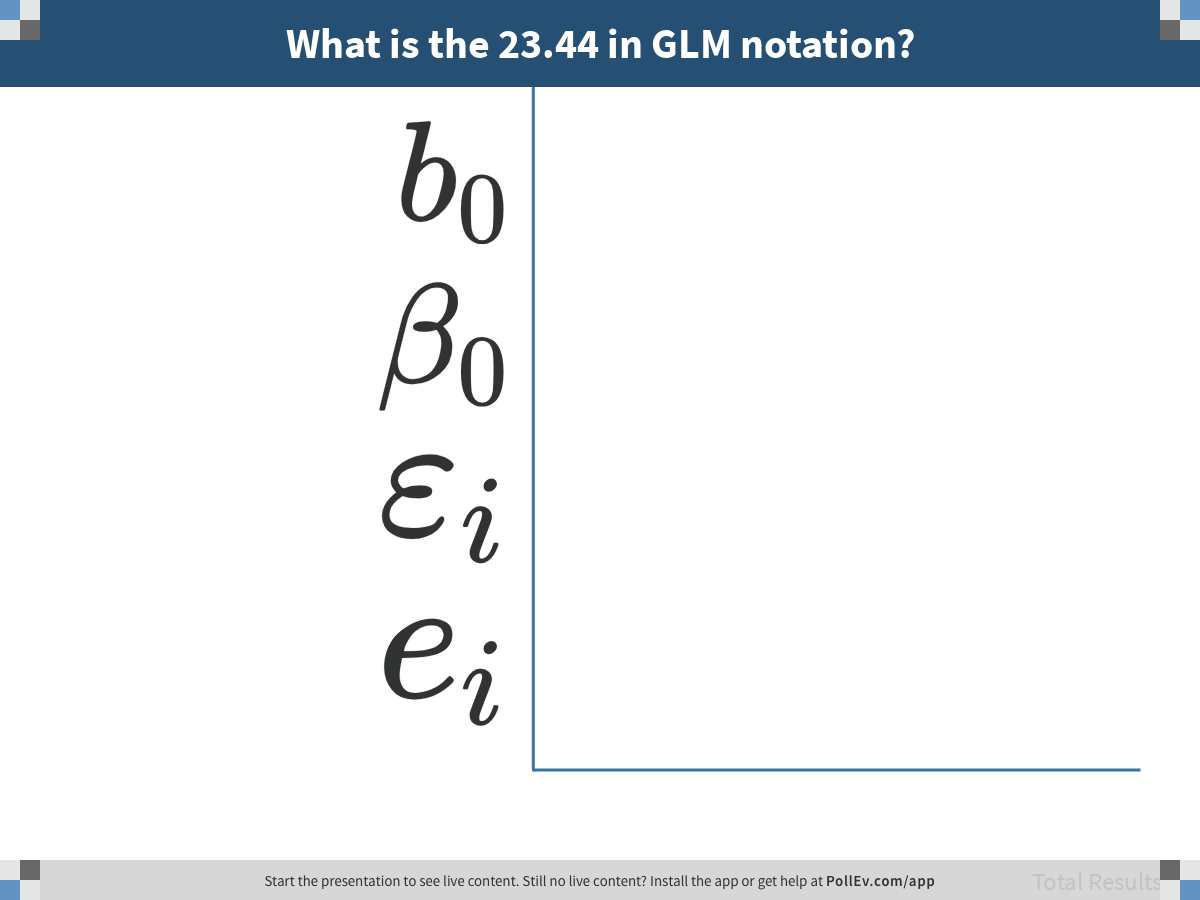 What is the 23.44 in GLM notation?
b₀
β₀
εᵢ
eᵢ
Start the presentation to see live content. Still no live content? Install the app or get help at PollEv.com/app
Total Results